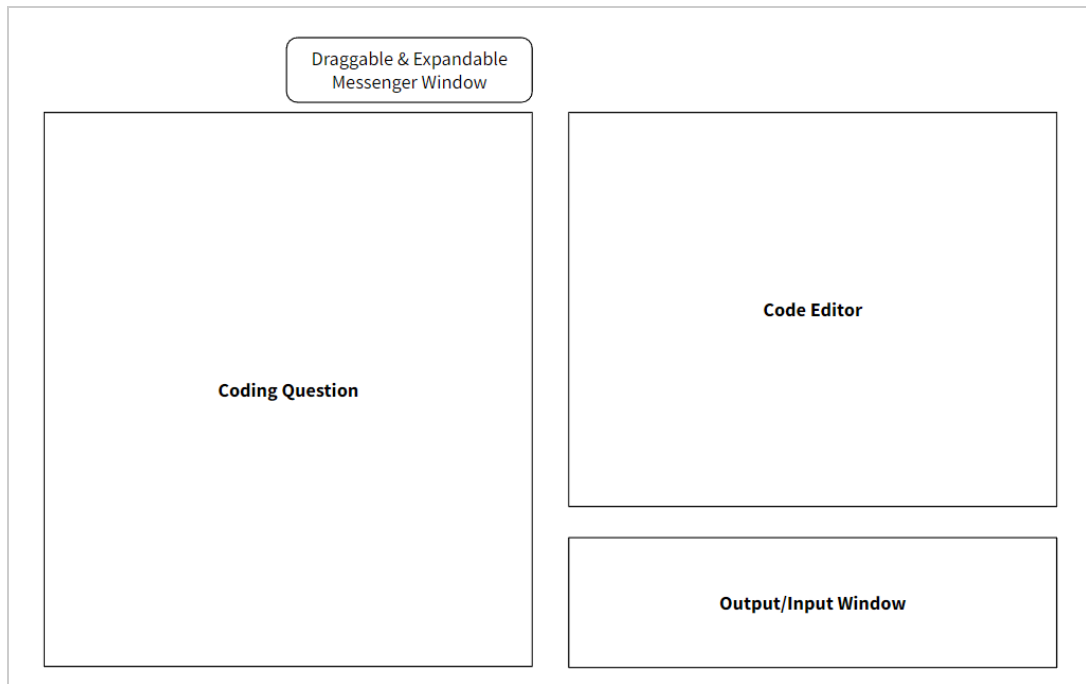 Draggable & Expandable
Messenger Window
Coding Question
Code Editor
Output/Input Window